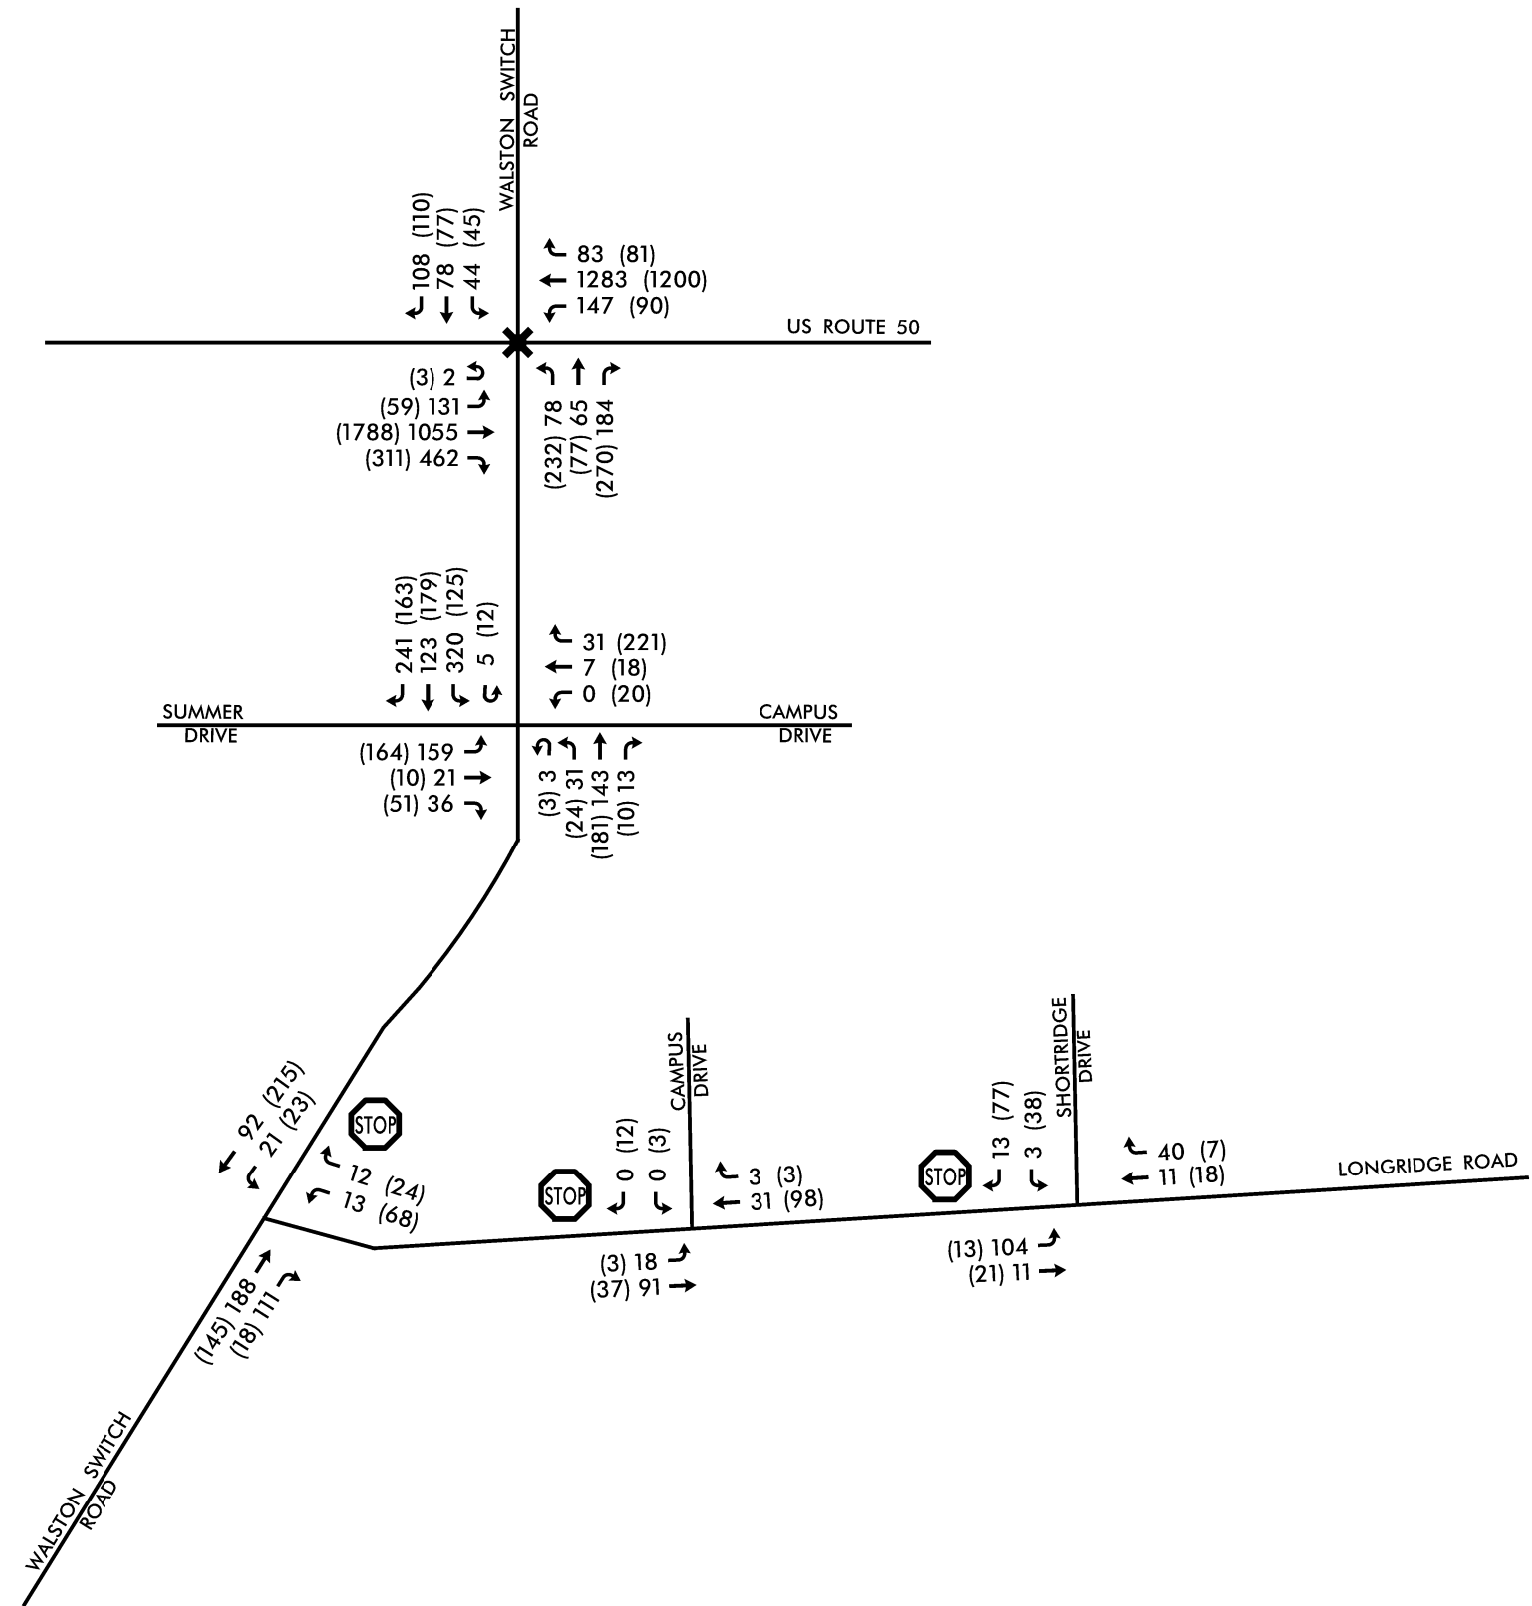 WALSTON SWITCH
ROAD
108 (110)
78 (77)
44 (45)
83 (81)
1283 (1200)
147 (90)
US ROUTE 50
(3) 2
(59) 131
(1788) 1055
(311) 462
(232) 78
(77) 65
(270) 184
241 (163)
123 (179)
320 (125)
5 (12)
31 (221)
7 (18)
0 (20)
SUMMER
DRIVE
CAMPUS
DRIVE
(164) 159
(10) 21
(51) 36
(3) 3
(24) 31
(181) 143
(10) 13
92 (215)
21 (23)
STOP
12 (24)
13 (68)
(145) 188
(18) 111
WALSTON SWITCH
ROAD
STOP
0 (12)
0 (3)
CAMPUS
DRIVE
3 (3)
31 (98)
(3) 18
(37) 91
STOP
13 (77)
3 (38)
SHORTRIDGE
DRIVE
40 (7)
11 (18)
(13) 104
(21) 11
LONGRIDGE ROAD